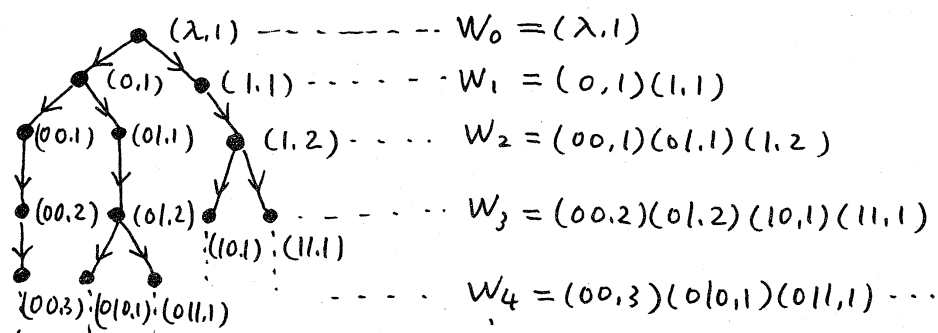 (λ,1) --------- W₀ = (λ,1)
(0,1) (1,1) ······· W₁ = (0,1)(1,1)
(00,1) (01,1) (1,2) ····· W₂ = (00,1)(01,1)(1,2)
(00,2) (01,2) ······ W₃ = (00,2)(01,2)(10,1)(11,1)
(10,1) (11,1)
(00,3) (010,1) (011,1) ····· W₄ = (00,3)(010,1)(011,1) ···